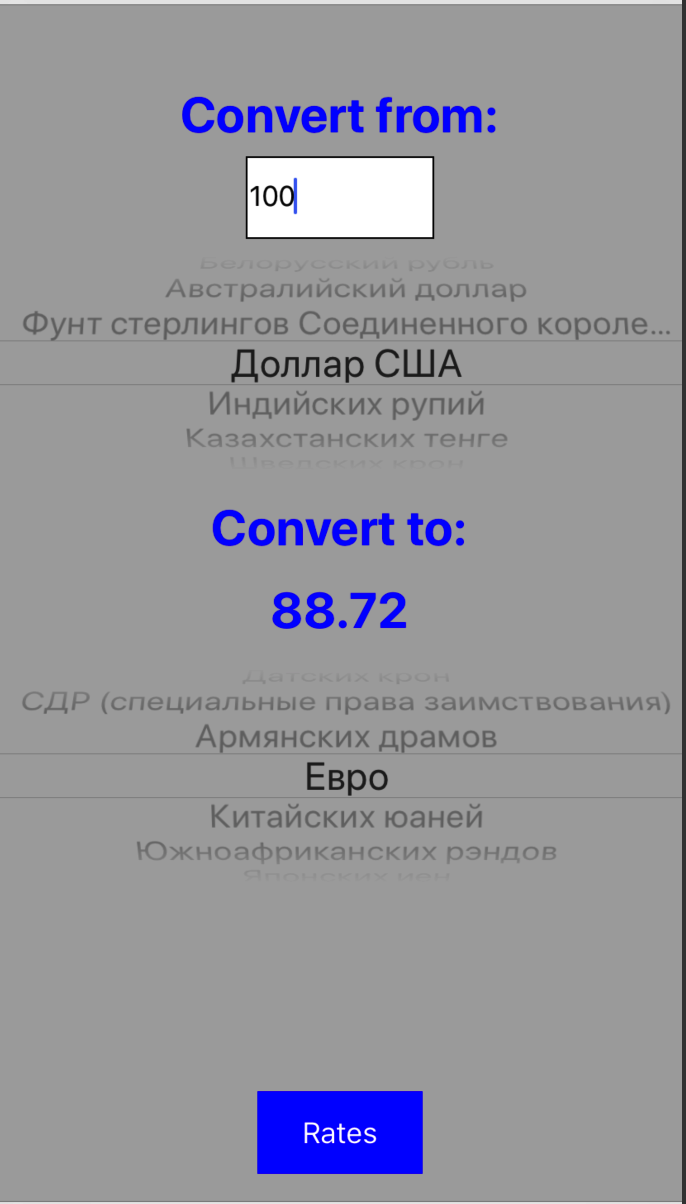 Convert from:
100
Белорусский рубль
Австралийский доллар
Фунт стерлингов Соединенного короле...
Доллар США
Индийских рупий
Казахстанских тенге
Шведских крон
Convert to:
88.72
Датских крон
СДР (специальные права заимствования)
Армянских драмов
Евро
Китайских юаней
Южноафриканских рэндов
Японских иен
Rates